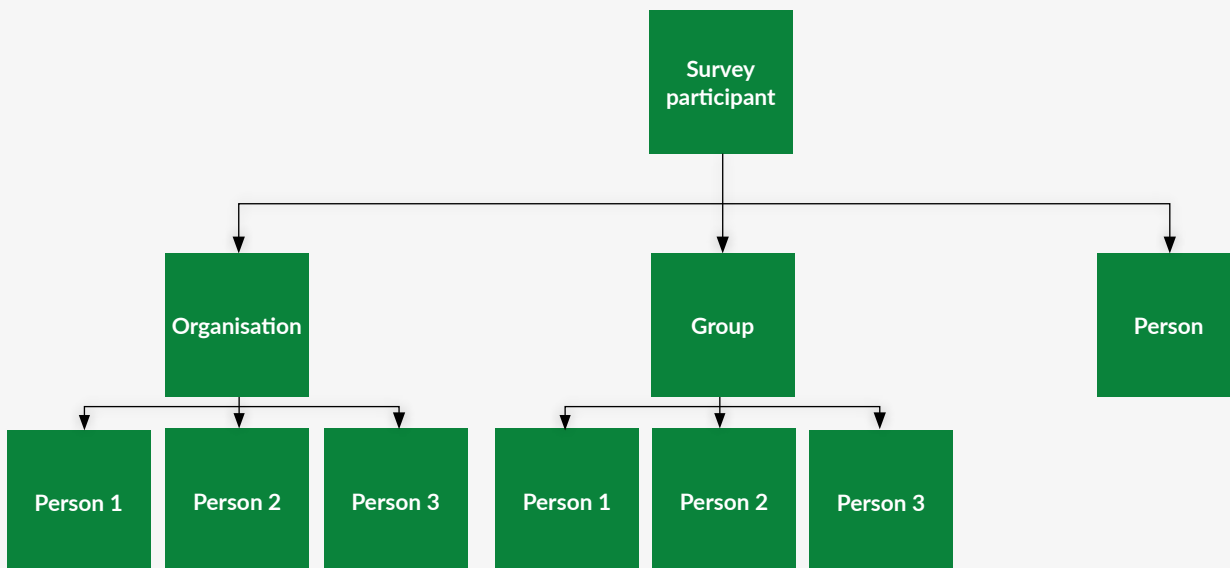 Survey
participant
Organisation
Group
Person
Person 1
Person 2
Person 3
Person 1
Person 2
Person 3